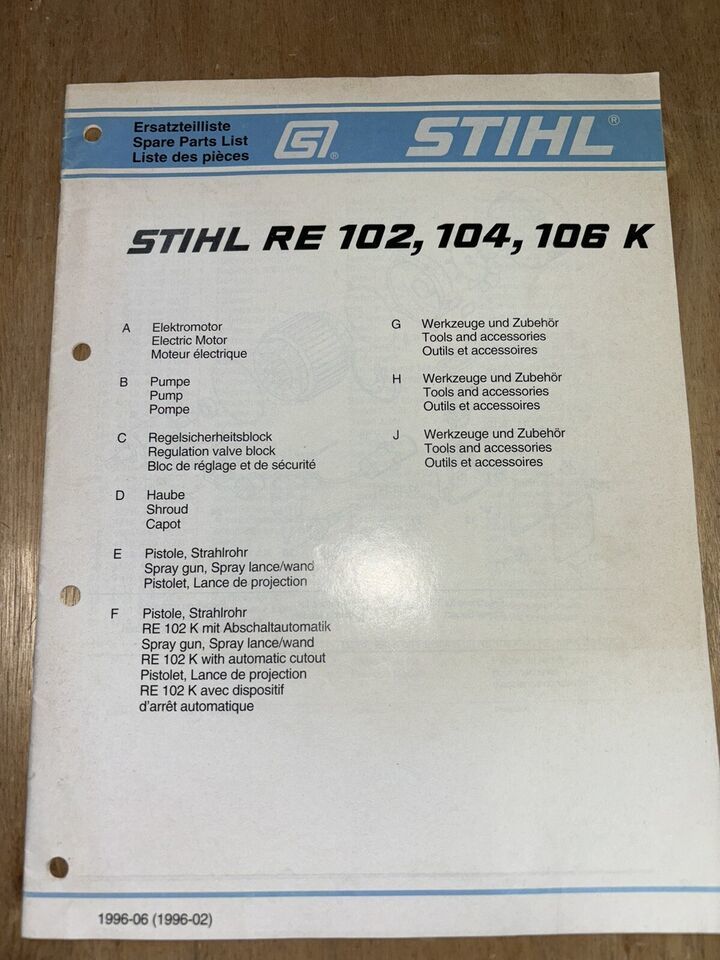 Ersatzteilliste
Spare Parts List
Liste des pièces
STIHL®
STIHL RE 102, 104, 106 K
A Elektromotor
Electric Motor
Moteur électrique
B Pumpe
Pump
Pompe
C Regelsicherheitsblock
Regulation valve block
Bloc de réglage et de sécurité
D Haube
Shroud
Capot
E Pistole, Strahlrohr
Spray gun, Spray lance/wand
Pistolet, Lance de projection
F Pistole, Strahlrohr
RE 102 K mit Abschaltautomatik
Spray gun, Spray lance/wand
RE 102 K with automatic cutout
Pistolet, Lance de projection
RE 102 K avec dispositif
d'arrêt automatique
G Werkzeuge und Zubehör
Tools and accessories
Outils et accessoires
H Werkzeuge und Zubehör
Tools and accessories
Outils et accessoires
J Werkzeuge und Zubehör
Tools and accessories
Outils et accessoires
1996-06 (1996-02)